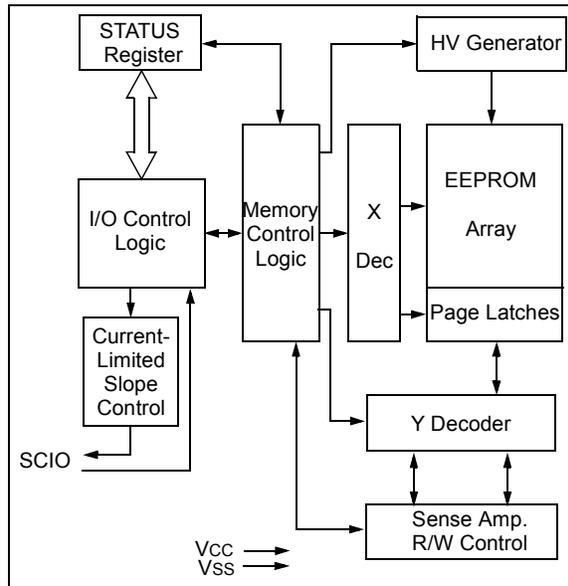 STATUS
Register
HV Generator
I/O Control
Logic
Memory
Control
Logic
X
Dec
EEPROM
Array
Page Latches
Current-
Limited
Slope
Control
Y Decoder
SCIO
Sense Amp.
R/W Control
VCC
VSS